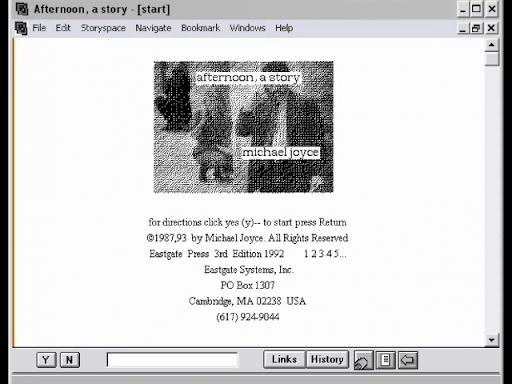 Afternoon, a story - [start]
File Edit Storyspace Navigate Bookmark Windows Help
afternoon, a story
michael joyce
for directions click yes (y)-- to start press Return
©1987,93 by Michael Joyce. All Rights Reserved
Eastgate Press 3rd Edition 1992 1 2 3 4 5...
Eastgate Systems, Inc.
PO Box 1307
Cambridge, MA 02238 USA
(617) 924-9044
Y N Links History